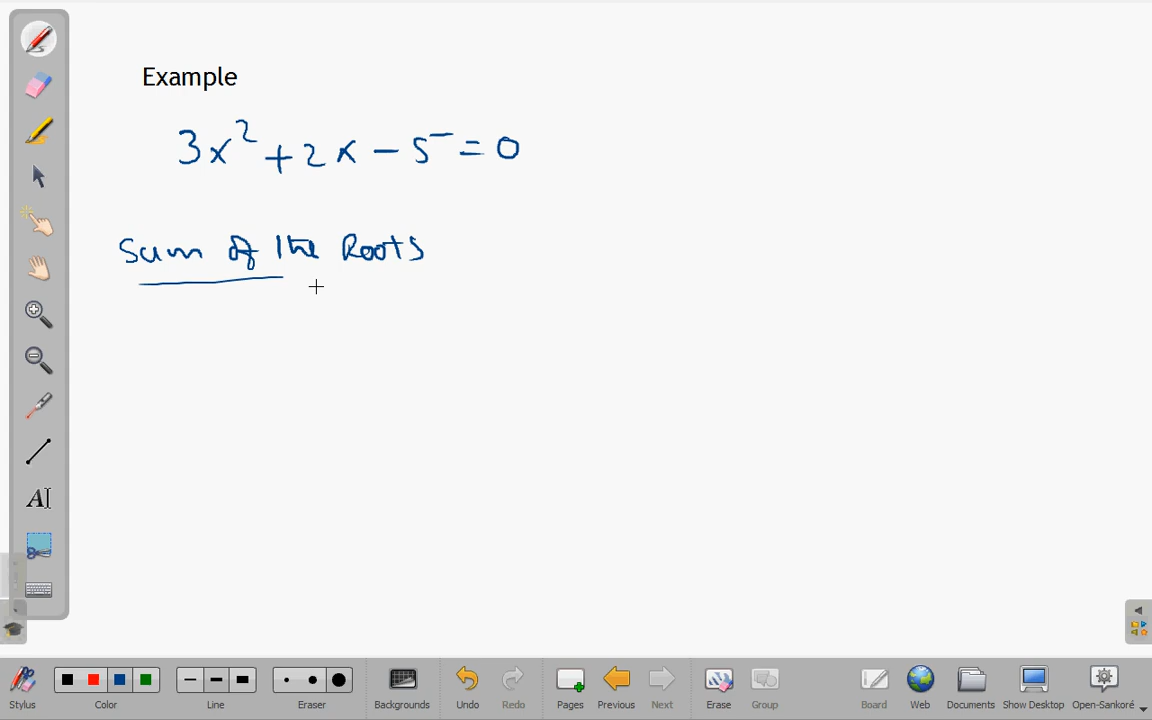 Example
3x² + 2x - 5 = 0
Sum of the Roots
AI
Stylus Color Line Eraser Backgrounds Undo Redo Pages Previous Next Erase Group Board Web Documents Show Desktop Open-Sankoré